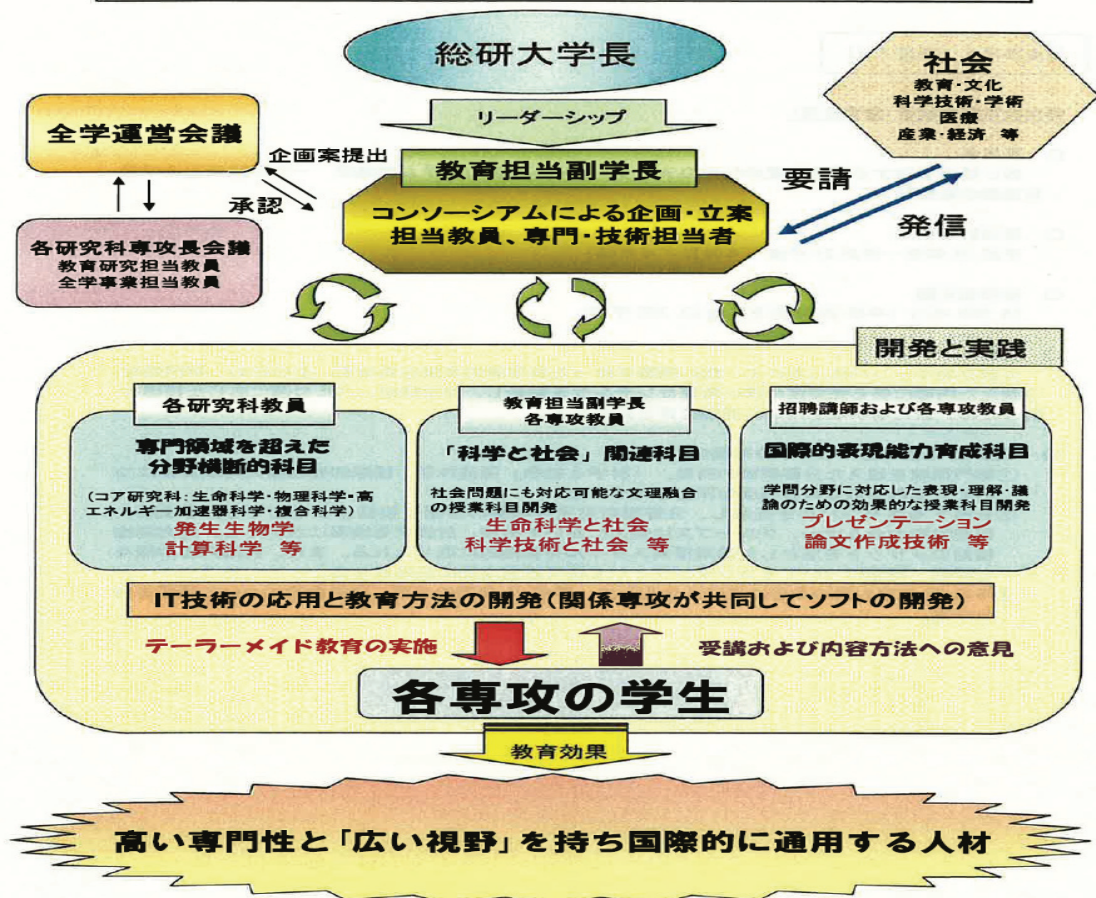 総研大学長
リーダーシップ
社会
教育・文化
科学技術・学術
医療
産業・経済 等
全学運営会議
企画案提出
承認
教育担当副学長
コンソーシアムによる企画・立案
担当教員、専門・技術担当者
要請
発信
各研究科専攻長会議
教育研究担当教員
全学事業担当教員
開発と実践
各研究科教員
専門領域を超えた
分野横断的科目
(コア研究科:生命科学・物理科学・高
エネルギー加速器科学・複合科学)
発生生物学
計算科学 等
教育担当副学長
各専攻教員
「科学と社会」関連科目
社会問題にも対応可能な文理融合
の授業科目開発
生命科学と社会
科学技術と社会 等
招聘講師および各専攻教員
国際的表現能力育成科目
学問分野に対応した表現・理解・議
論のための効果的な授業科目開発
プレゼンテーション
論文作成技術 等
IT技術の応用と教育方法の開発(関係専攻が共同してソフトの開発)
テーラーメイド教育の実施
受講および内容方法への意見
各専攻の学生
教育効果
高い専門性と「広い視野」を持ち国際的に通用する人材